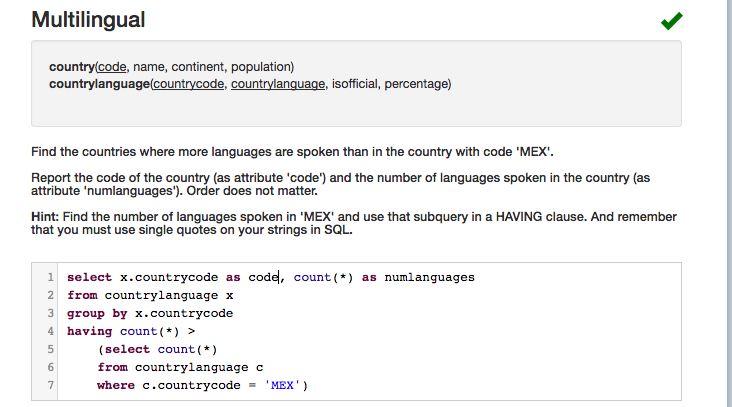 Multilingual
country(code, name, continent, population)
countrylanguage(countrycode, countrylanguage, isofficial, percentage)
Find the countries where more languages are spoken than in the country with code 'MEX'.
Report the code of the country (as attribute 'code') and the number of languages spoken in the country (as
attribute 'numlanguages'). Order does not matter.
Hint: Find the number of languages spoken in 'MEX' and use that subquery in a HAVING clause. And remember
that you must use single quotes on your strings in SQL.
1 select x.countrycode as code, count(*) as numlanguages
2 from countrylanguage x
3 group by x.countrycode
4 having count(*) >
5 (select count(*)
6 from countrylanguage c
7 where c.countrycode = 'MEX')